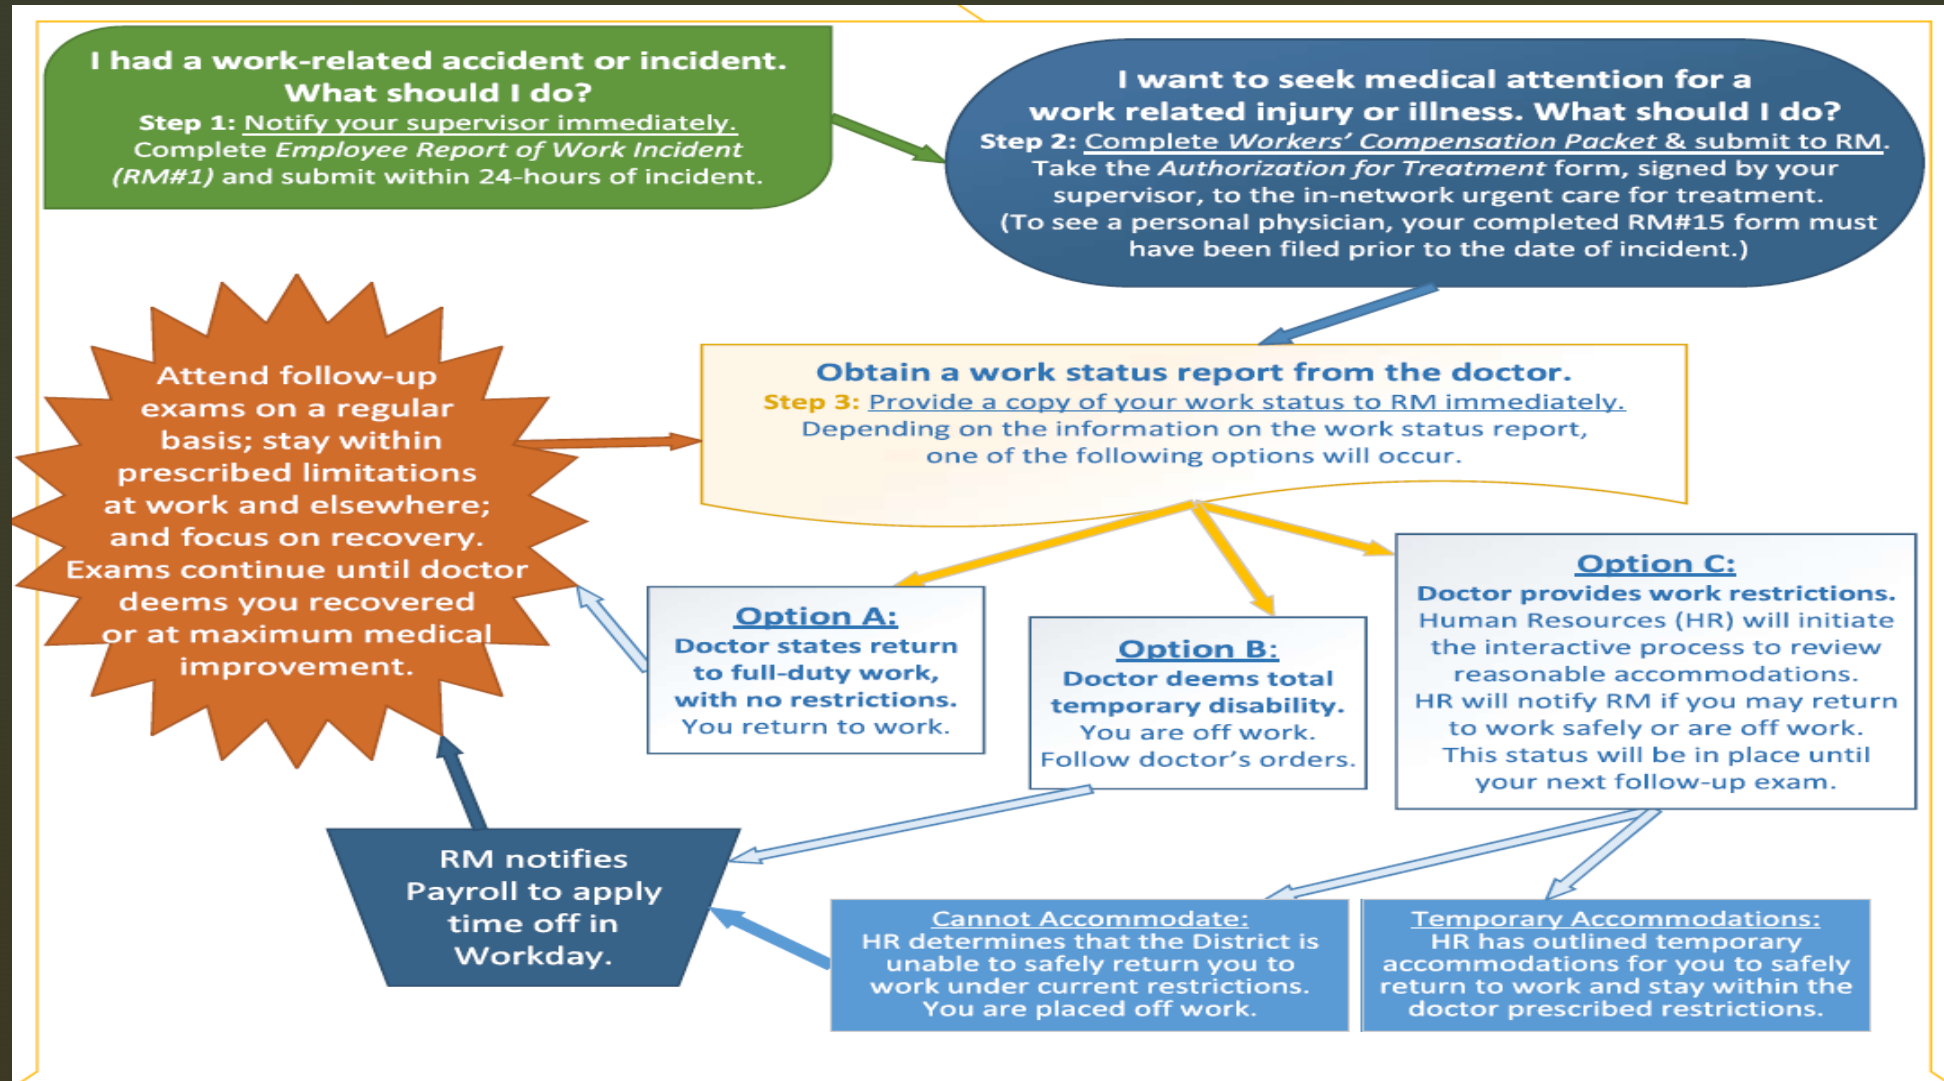 I had a work-related accident or incident.
What should I do?
Step 1: Notify your supervisor immediately.
Complete Employee Report of Work Incident
(RM#1) and submit within 24-hours of incident.
I want to seek medical attention for a
work related injury or illness. What should I do?
Step 2: Complete Workers' Compensation Packet & submit to RM.
Take the Authorization for Treatment form, signed by your
supervisor, to the in-network urgent care for treatment.
(To see a personal physician, your completed RM#15 form must
have been filed prior to the date of incident.)
Obtain a work status report from the doctor.
Step 3: Provide a copy of your work status to RM immediately.
Depending on the information on the work status report,
one of the following options will occur.
Attend follow-up
exams on a regular
basis; stay within
prescribed limitations
at work and elsewhere;
and focus on recovery.
Exams continue until doctor
deems you recovered
or at maximum medical
improvement.
Option A:
Doctor states return
to full-duty work,
with no restrictions.
You return to work.
Option B:
Doctor deems total
temporary disability.
You are off work.
Follow doctor's orders.
Option C:
Doctor provides work restrictions.
Human Resources (HR) will initiate
the interactive process to review
reasonable accommodations.
HR will notify RM if you may return
to work safely or are off work.
This status will be in place until
your next follow-up exam.
RM notifies
Payroll to apply
time off in
Workday.
Cannot Accommodate:
HR determines that the District is
unable to safely return you to
work under current restrictions.
You are placed off work.
Temporary Accommodations:
HR has outlined temporary
accommodations for you to safely
return to work and stay within the
doctor prescribed restrictions.